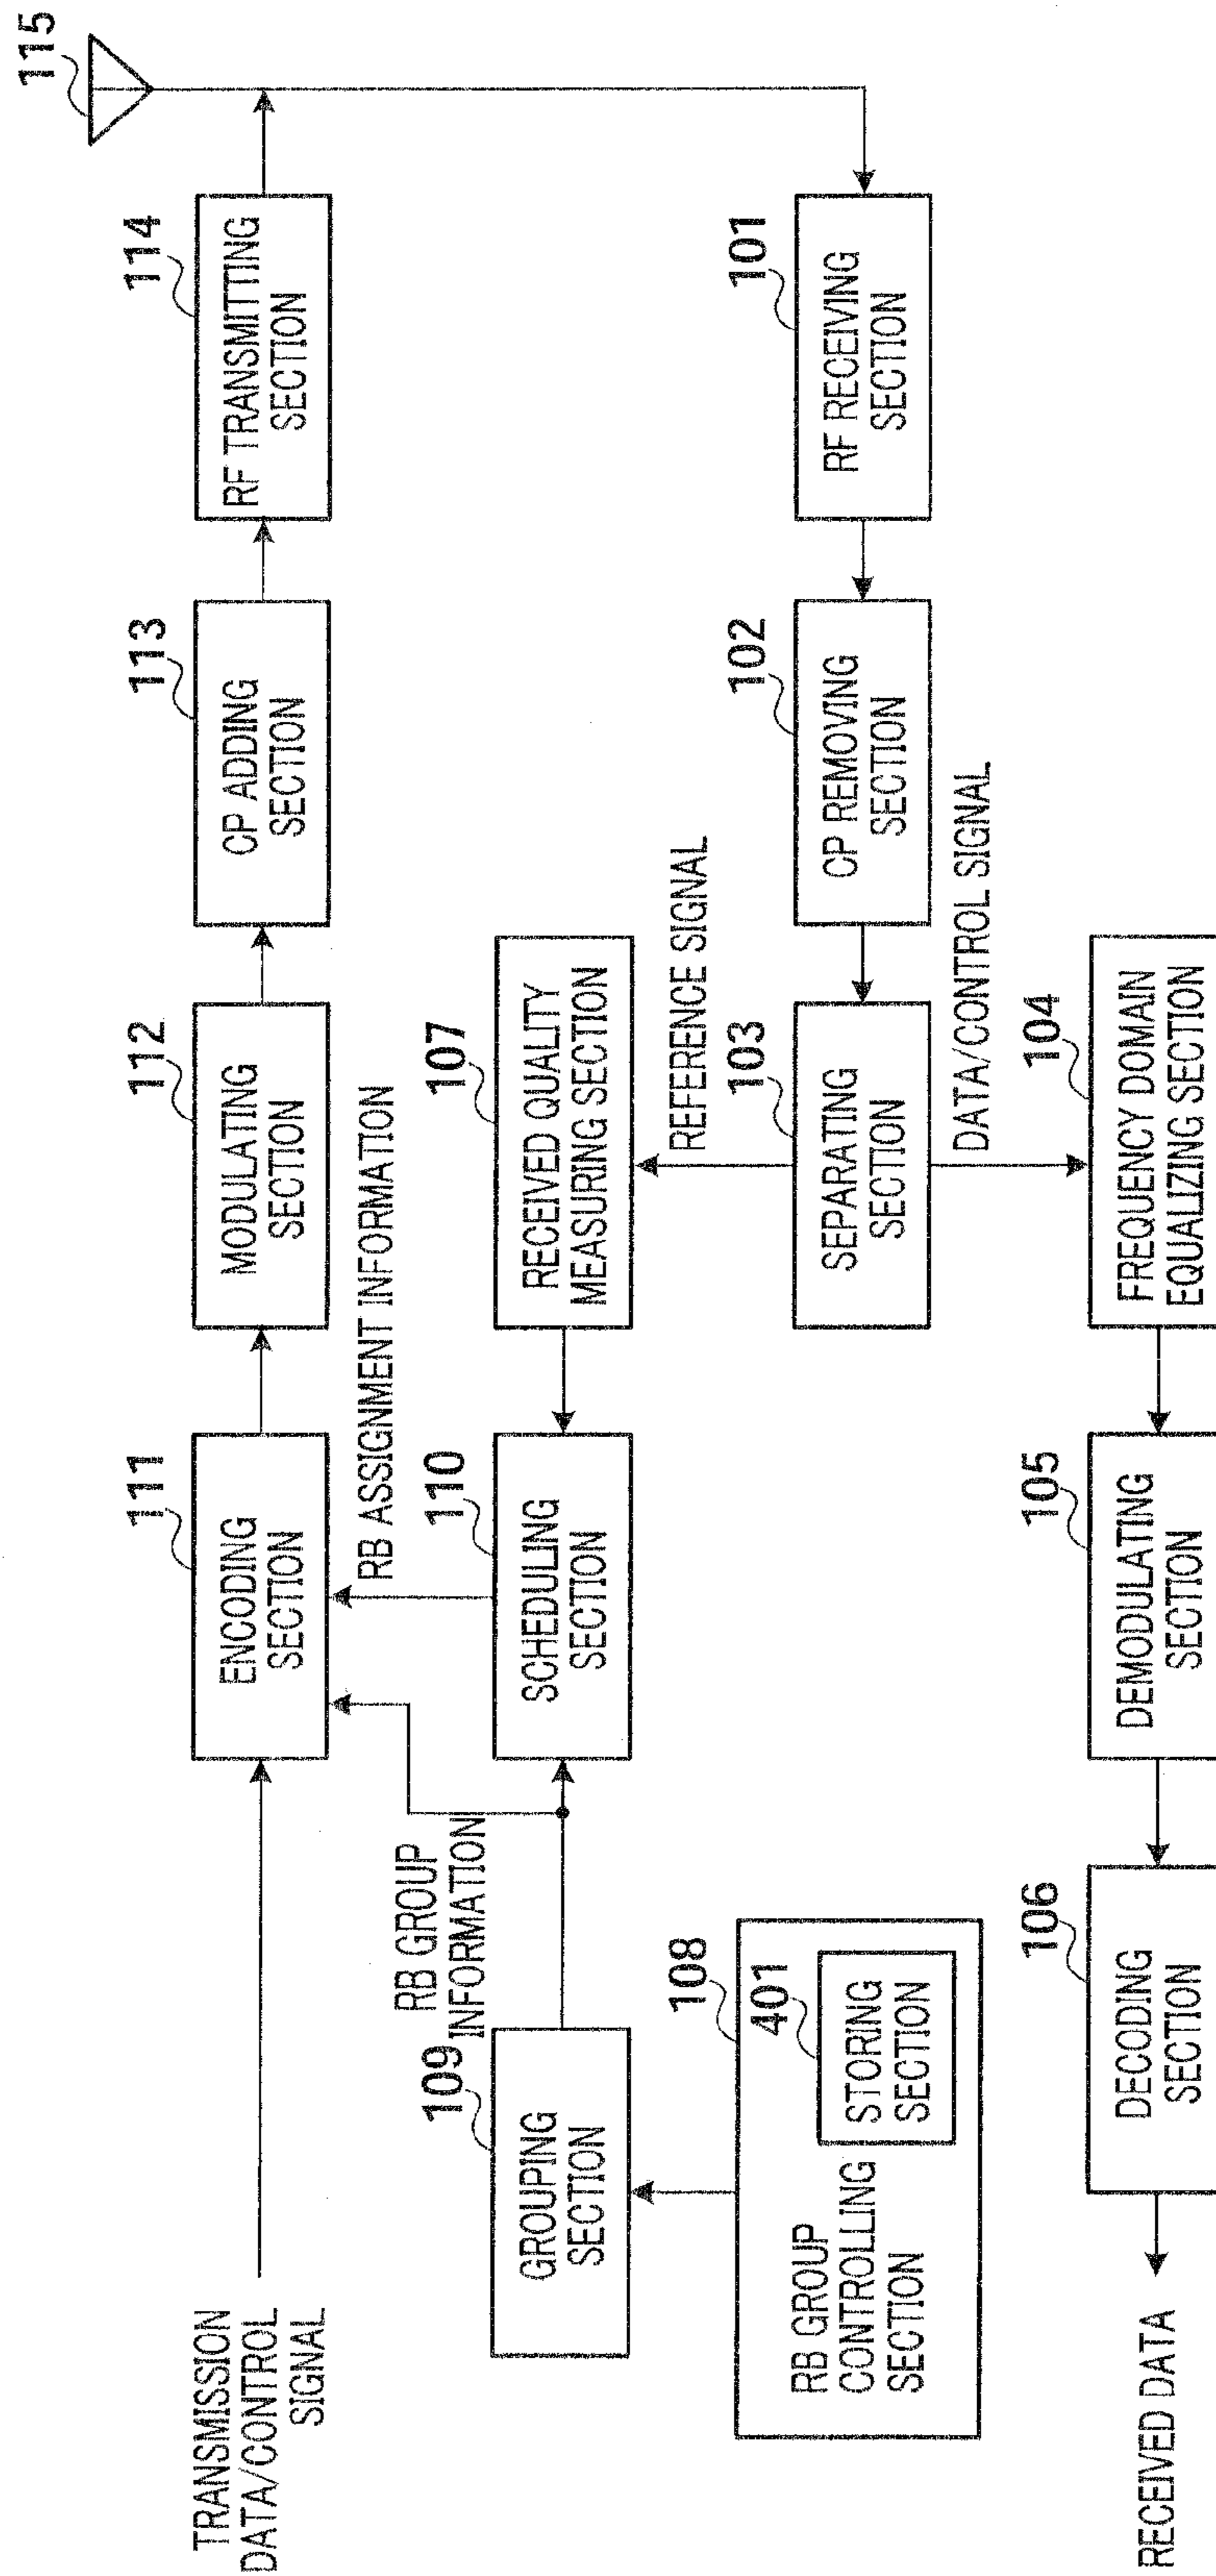 115
114
RF TRANSMITTING
SECTION
113
CP ADDING
SECTION
112
MODULATING
SECTION
111
ENCODING
SECTION
TRANSMISSION
DATA/CONTROL
SIGNAL
RB ASSIGNMENT INFORMATION
RB GROUP
INFORMATION
107
RECEIVED QUALITY
MEASURING SECTION
110
SCHEDULING
SECTION
109
GROUPING
SECTION
REFERENCE SIGNAL
101
RF RECEIVING
SECTION
102
CP REMOVING
SECTION
103
SEPARATING
SECTION
108
RB GROUP
CONTROLLING
SECTION
401
STORING
SECTION
DATA/CONTROL SIGNAL
104
FREQUENCY DOMAIN
EQUALIZING SECTION
105
DEMODULATING
SECTION
106
DECODING
SECTION
RECEIVED DATA